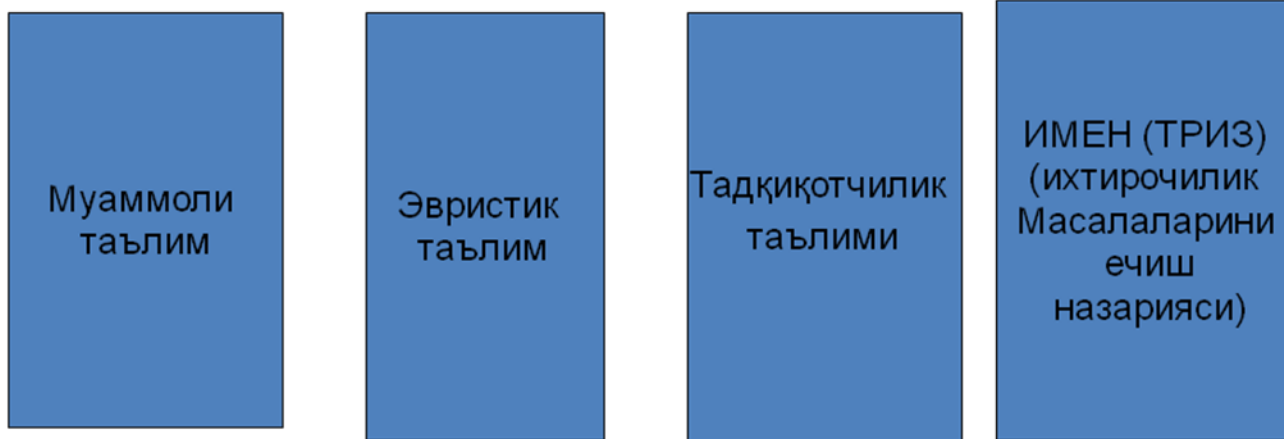 Муаммоли
таълим
Эвристик
таълим
Тадқиқотчилик
таълими
ИМЕН (ТРИЗ)
(ихтирочилик
Масалаларини
ечиш
назарияси)